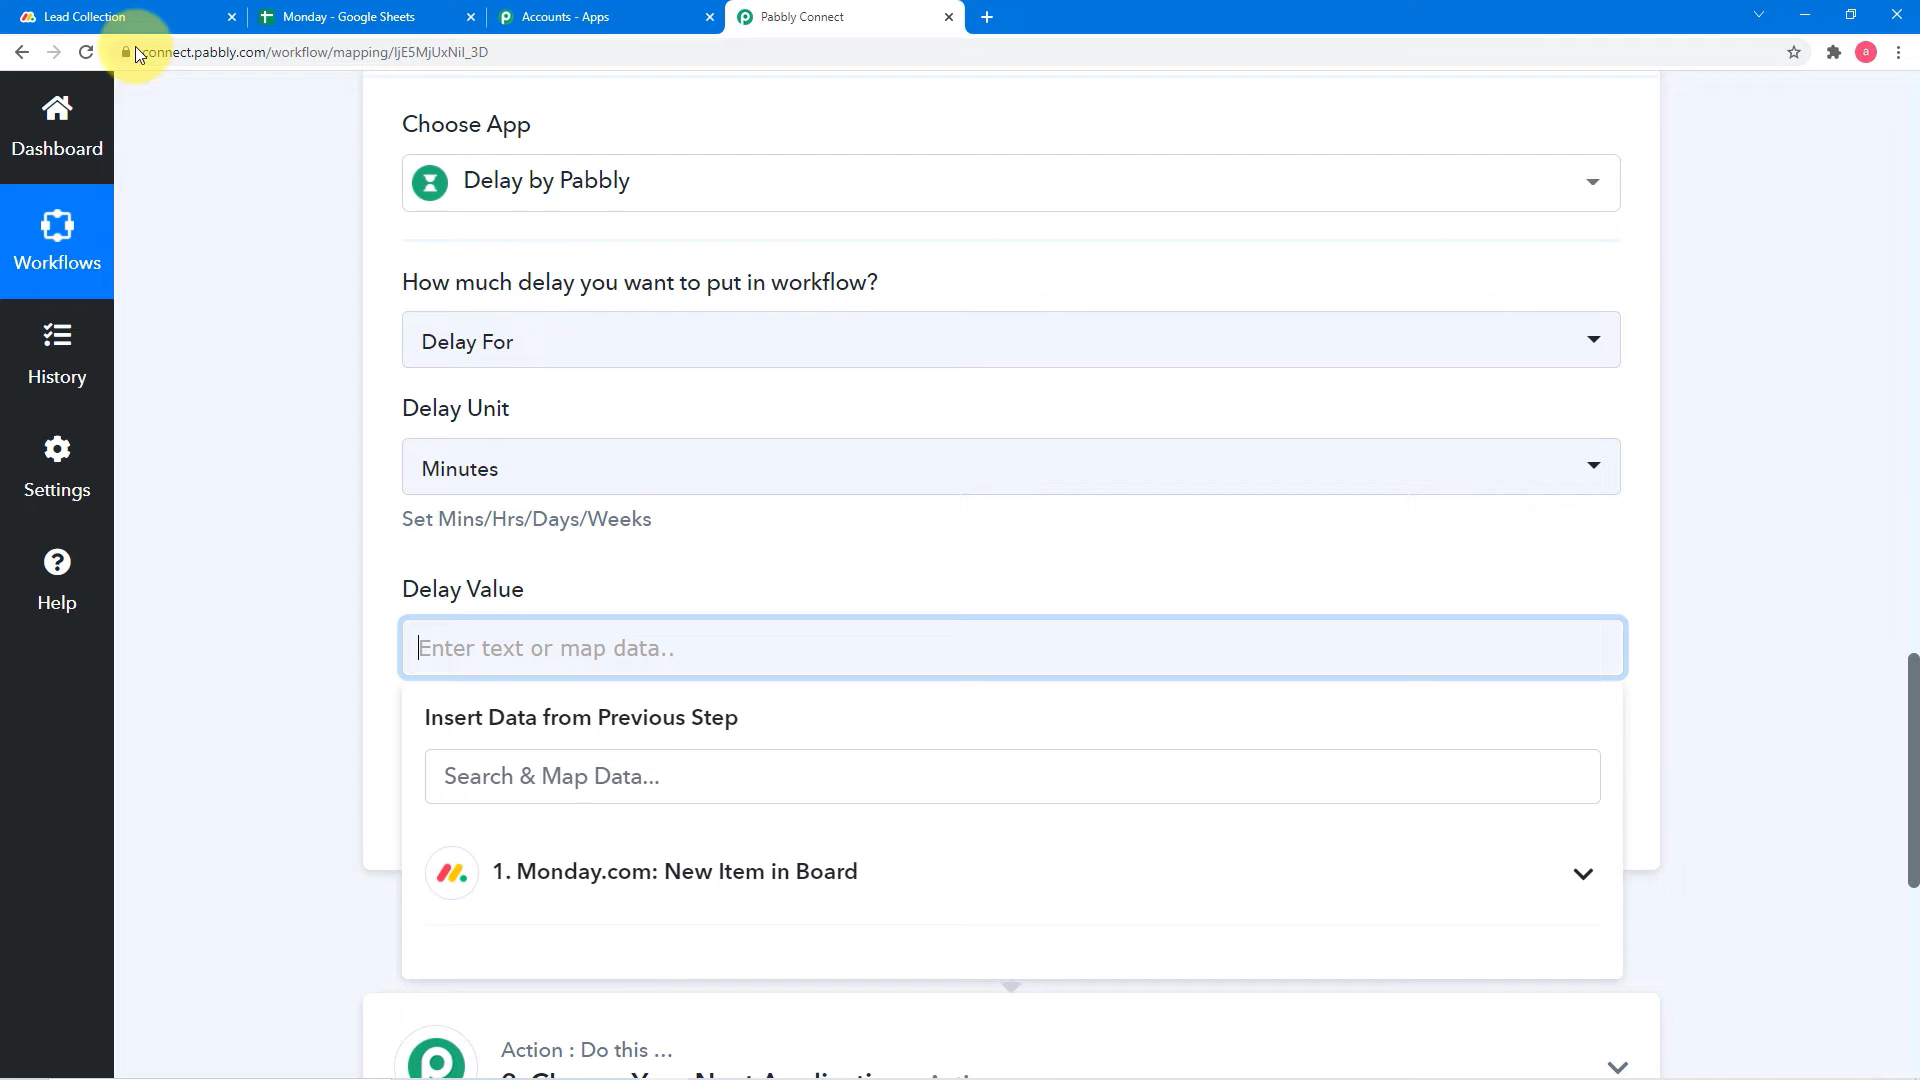 Lead Collection
Monday - Google Sheets
Accounts - Apps
Pabbly Connect
connect.pabbly.com/workflow/mapping/IjE5MjUxNiI_3D
a
Dashboard
Workflows
History
Settings
Help
Choose App
Delay by Pabbly
How much delay you want to put in workflow?
Delay For
Delay Unit
Minutes
Set Mins/Hrs/Days/Weeks
Delay Value
Enter text or map data..
Insert Data from Previous Step
Search & Map Data...
1. Monday.com: New Item in Board
Action : Do this ...